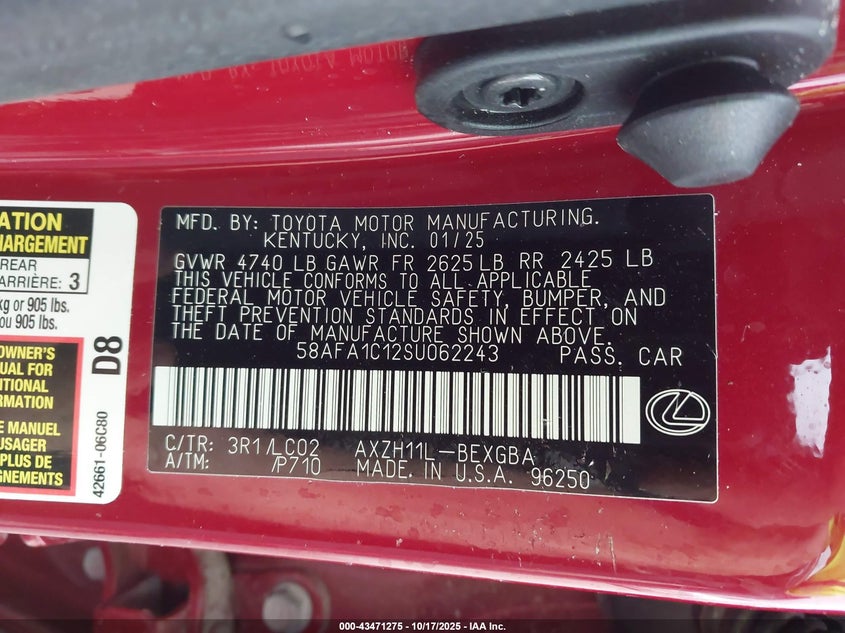 MFD. BY: TOYOTA MOTOR MANUFACTURING.
KENTUCKY, INC. 01/25
GVWR 4740 LB GAWR FR 2625 LB RR 2425 LB
THIS VEHICLE CONFORMS TO ALL APPLICABLE
FEDERAL MOTOR VEHICLE SAFETY, BUMPER, AND
THEFT PREVENTION STANDARDS IN EFFECT ON
THE DATE OF MANUFACTURE SHOWN ABOVE.
58AFA1C12SU062243 PASS. CAR
C/TR: 3R1/LC02 AXZH11L-BEXGBA
A/TM: /P710 MADE IN U.S.A. 96250
ATION
HARGEMENT
REAR
ARRIÈRE: 3
kg or 905 lbs.
ou 905 lbs.
OWNER'S
UAL FOR
ITIONAL
ORMATION
E MANUEL
USAGER
PLUS DE
GNEMENTS
D8
42661-06C80
000-43471275 | 10/17/2025 | IAA Inc.